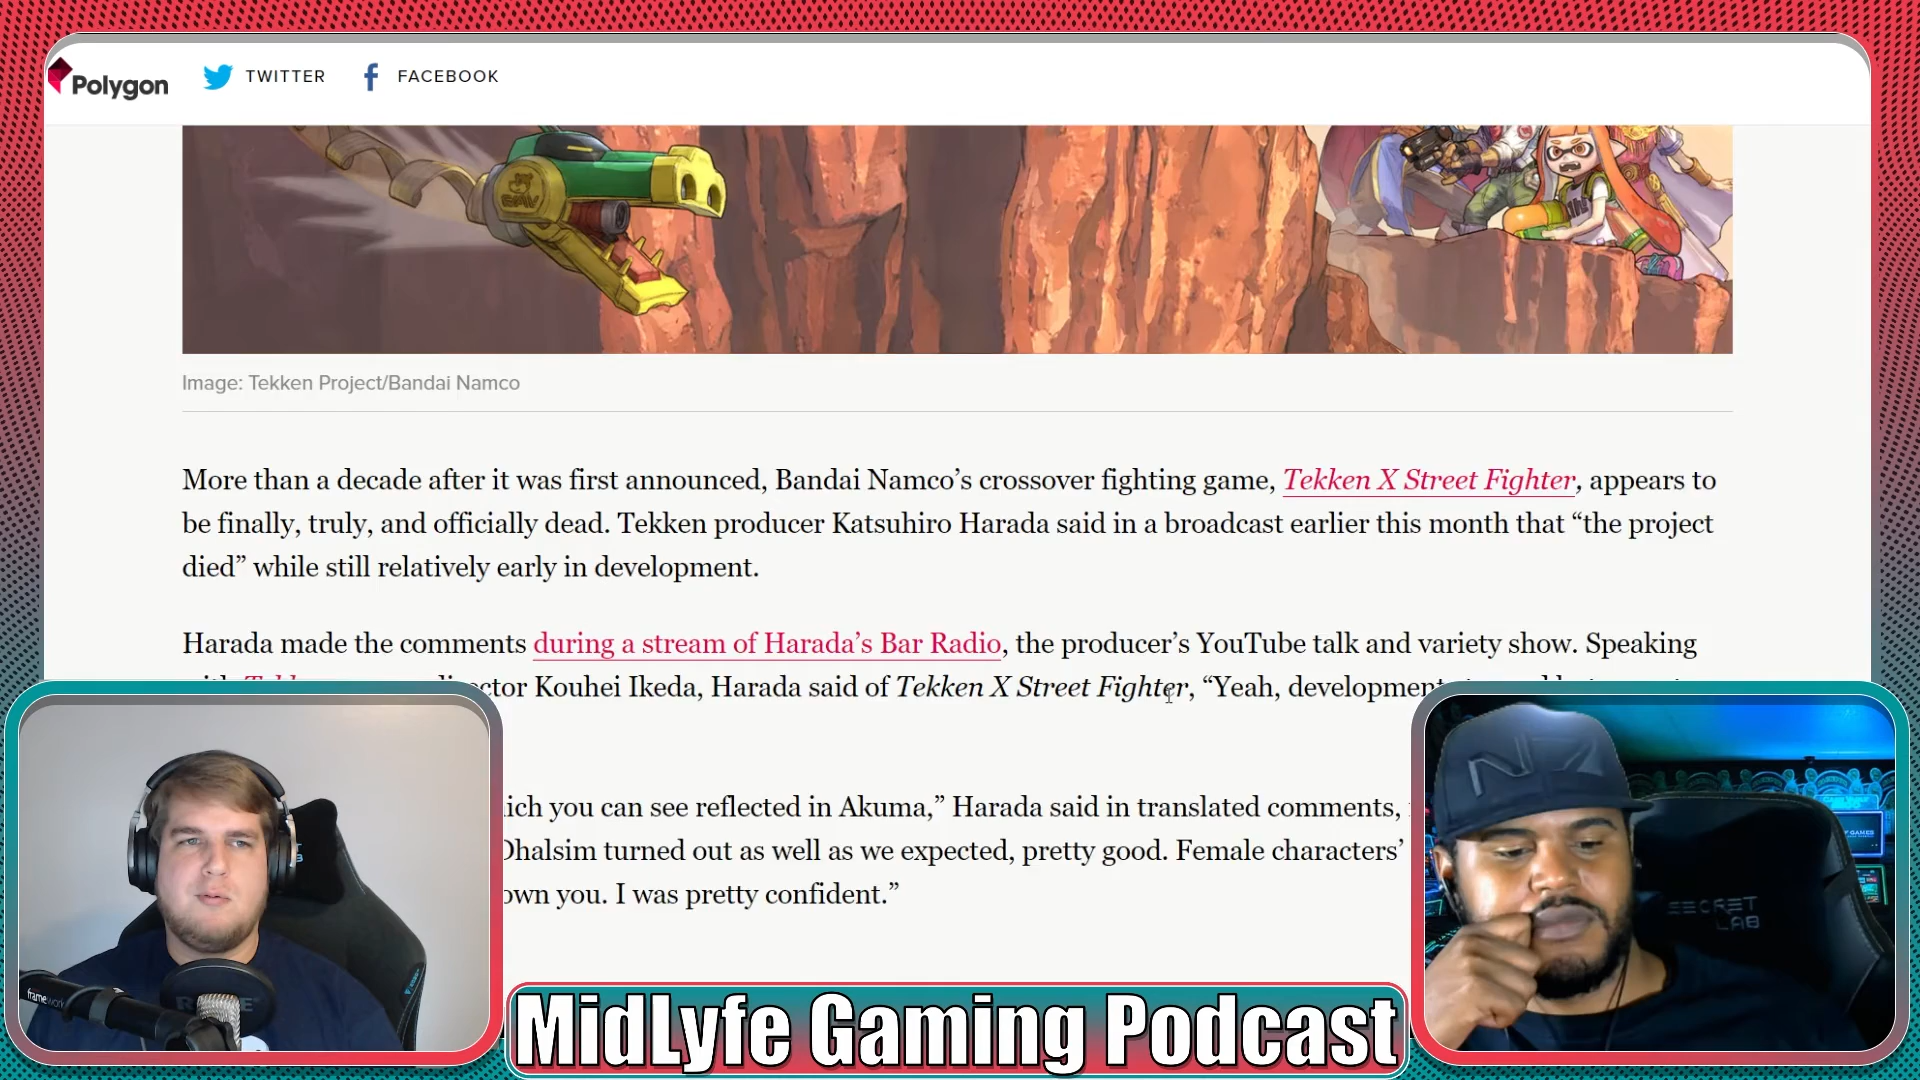 Polygon
TWITTER
FACEBOOK
Image: Tekken Project/Bandai Namco
More than a decade after it was first announced, Bandai Namco’s crossover fighting game, Tekken X Street Fighter, appears to
be finally, truly, and officially dead. Tekken producer Katsuhiro Harada said in a broadcast earlier this month that “the project
died” while still relatively early in development.
Harada made the comments during a stream of Harada’s Bar Radio, the producer’s YouTube talk and variety show. Speaking
Kouhei Ikeda, Harada said of Tekken X Street Fighter, “Yeah, development
you can see reflected in Akuma,” Harada said in translated comments,
Dhalsim turned out as well as we expected, pretty good. Female characters’
you. I was pretty confident.”
SECRET
LAB
MidLyfe Gaming Podcast